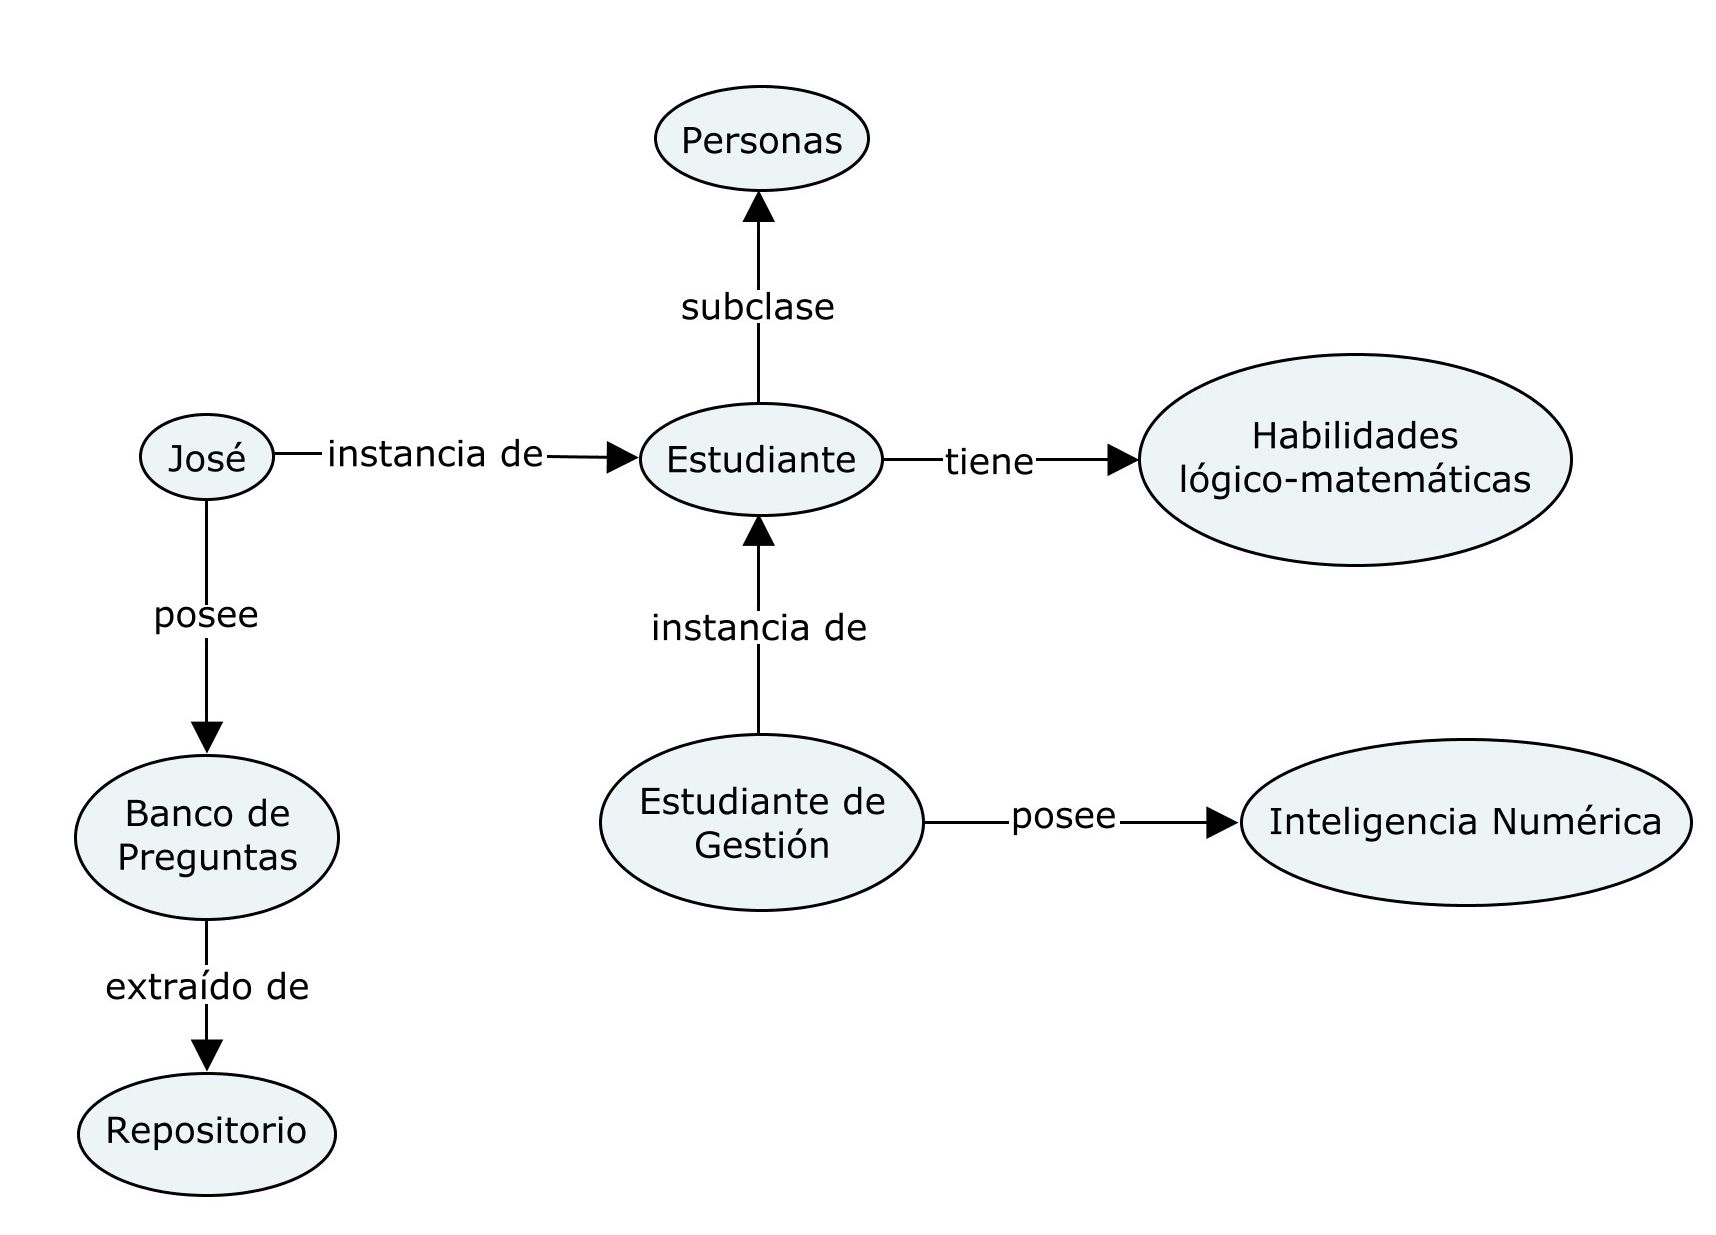 Personas
subclase
José
instancia de
Estudiante
tiene
Habilidades
lógico-matemáticas
posee
instancia de
Banco de
Preguntas
Estudiante de
Gestión
posee
Inteligencia Numérica
extraído de
Repositorio